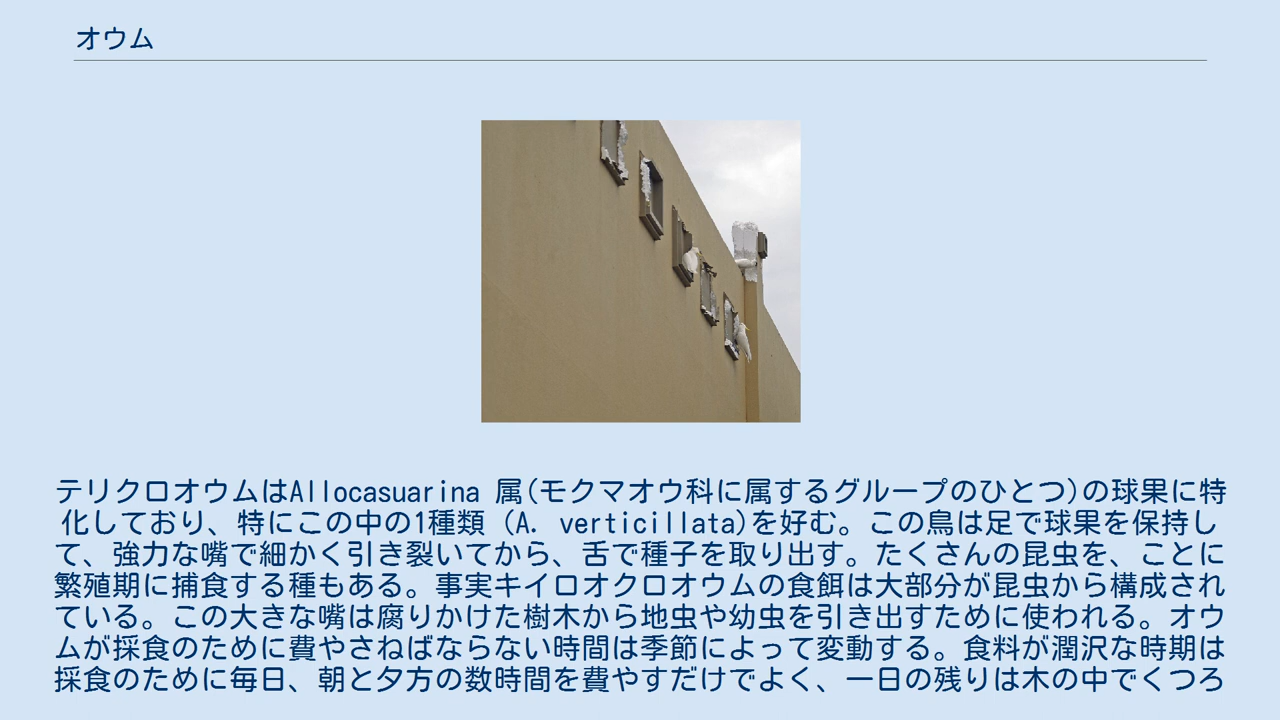 オウム
テリクロオウムはAllocasuarina 属(モクマオウ科に属するグループのひとつ)の球果に特
化しており、特にこの中の1種類 (A. verticillata)を好む。この鳥は足で球果を保持し
て、強力な嘴で細かく引き裂いてから、舌で種子を取り出す。たくさんの昆虫を、ことに
繁殖期に捕食する種もある。事実キイロオクロオウムの食餌は大部分が昆虫から構成され
ている。この大きな嘴は腐りかけた樹木から地虫や幼虫を引き出すために使われる。オウ
ムが採食のために費やさねばならない時間は季節によって変動する。食料が潤沢な時期は
採食のために毎日、朝と夕方の数時間を費やすだけでよく、一日の残りは木の中でくつろ